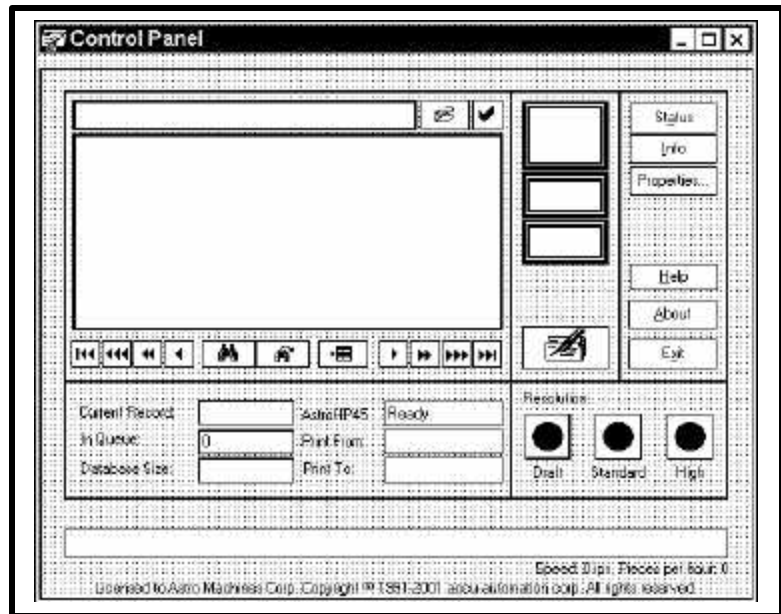 Control Panel
Status
Info
Properties...
Help
About
Exit
Current Record:
AstroHP45
Ready
In Queue:
0
Print From:
Database Size:
Print To:
Resolution:
Draft
Standard
High
Speed: 0 ips Pieces per hour: 0
Licensed to Astro Machines Corp. Copyright © 1991-2001 accu-automation corp. All rights reserved.